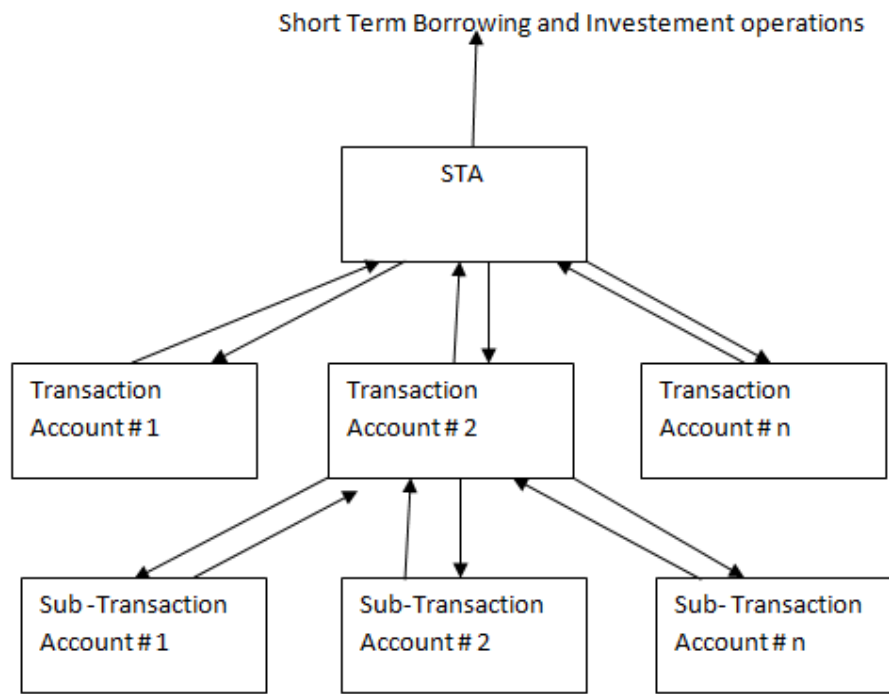 Short Term Borrowing and Investement operations
STA
Transaction
Account # 1
Transaction
Account # 2
Transaction
Account # n
Sub -Transaction
Account # 1
Sub-Transaction
Account # 2
Sub- Transaction
Account # n